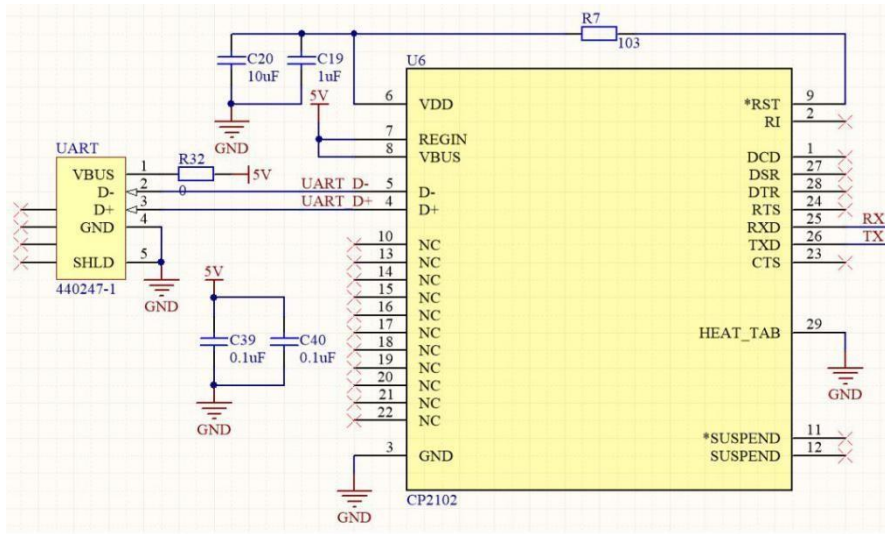 R7
103
C20
10uF
C19
1uF
GND
5V
U6
6 VDD
7 REGIN
8 VBUS
5 D-
4 D+
10 NC
13 NC
14 NC
15 NC
16 NC
17 NC
18 NC
19 NC
20 NC
21 NC
22 NC
3 GND
GND
CP2102
*RST 9
RI 2
DCD 1
DSR 27
DTR 28
RTS 24
RXD 25 RX
TXD 26 TX
CTS 23
HEAT_TAB 29
GND
*SUSPEND 11
SUSPEND 12
UART
VBUS 1
D- 2
D+ 3
GND 4
SHLD 5
440247-1
R32
0
5V
UART_D-
UART_D+
GND
5V
C39
0.1uF
C40
0.1uF
GND